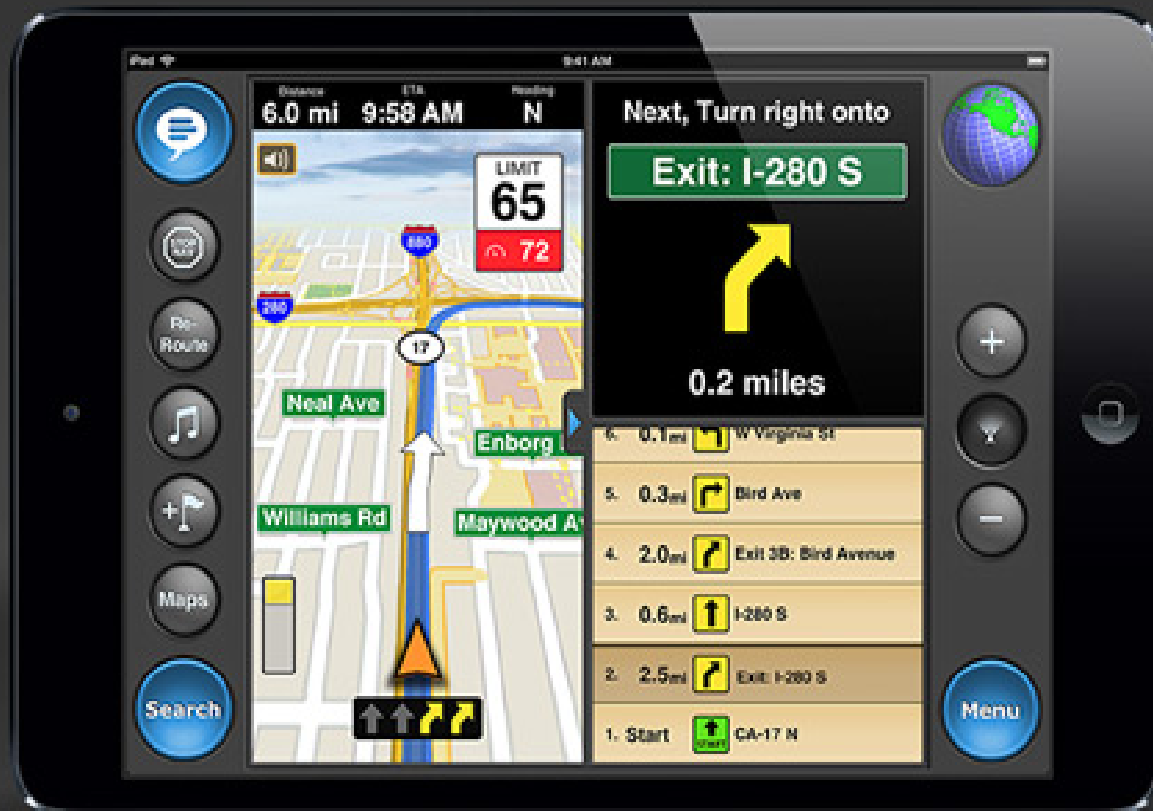 iPad
9:41 AM
Distance
6.0 mi
ETA
9:58 AM
Heading
N
LIMIT
65
72
880
280
17
Neal Ave
Enborg
Williams Rd
Maywood Av
STOP
NAV
Re-
Route
Maps
Search
Next, Turn right onto
Exit: I-280 S
0.2 miles
6. 0.1mi W Virginia St
5. 0.3mi Bird Ave
4. 2.0mi Exit 3B: Bird Avenue
3. 0.6mi I-280 S
2. 2.5mi Exit: I-280 S
1. Start START CA-17 N
+
−
Menu